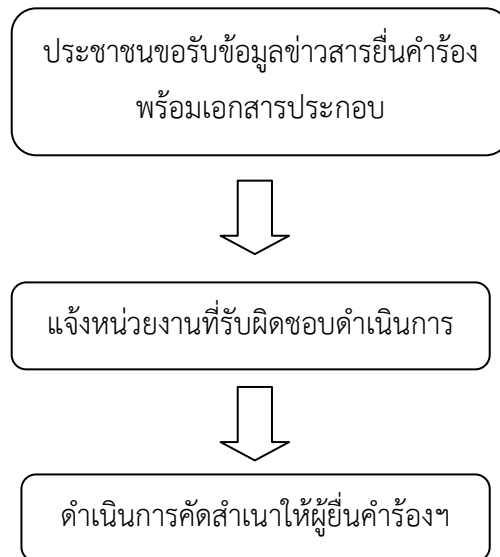 ประชาชนขอรับข้อมูลข่าวสารยื่นคำร้อง
พร้อมเอกสารประกอบ
แจ้งหน่วยงานที่รับผิดชอบดำเนินการ
ดำเนินการคัดสำเนาให้ผู้ยื่นคำร้องฯ